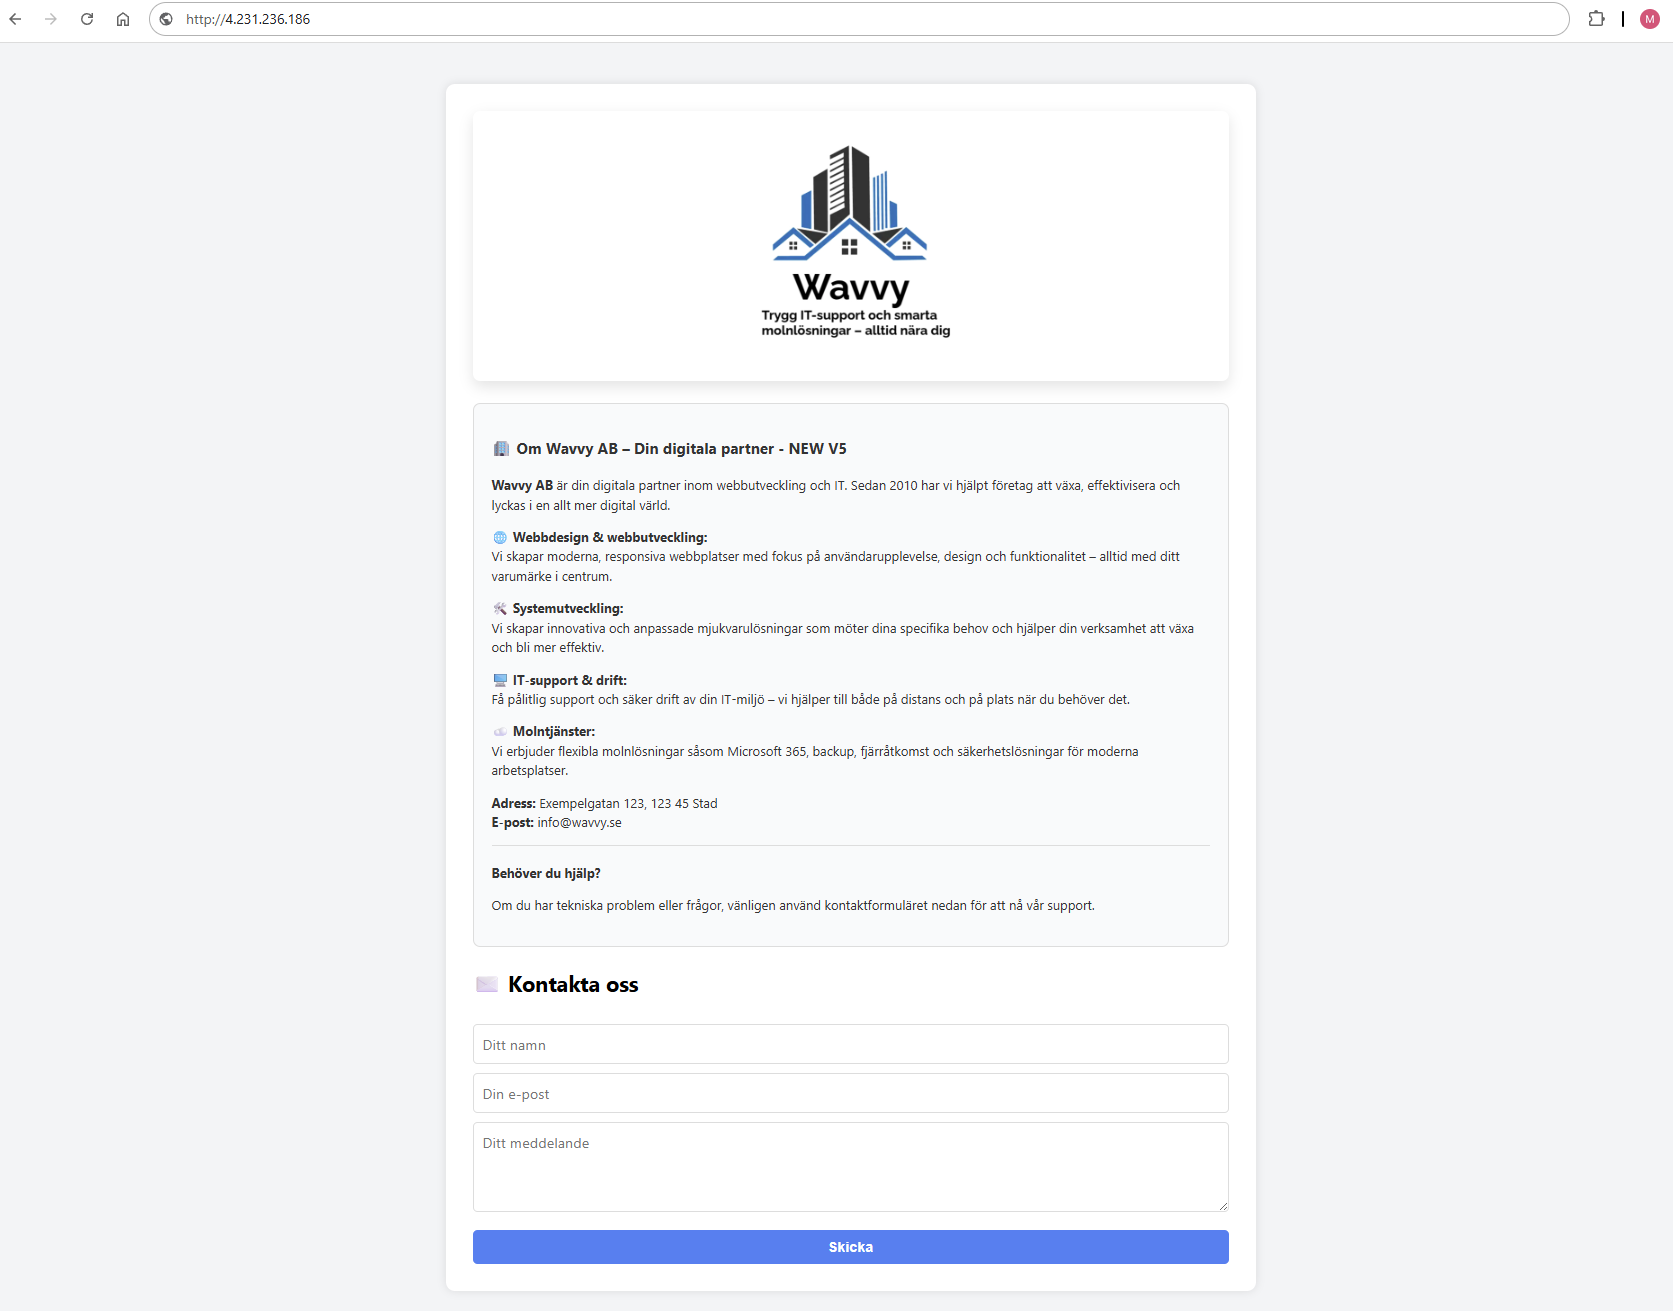 http://4.231.236.186
M
Wavvy
Trygg IT-support och smarta
molnlösningar – alltid nära dig
Om Wavvy AB – Din digitala partner - NEW V5
Wavvy AB är din digitala partner inom webbutveckling och IT. Sedan 2010 har vi hjälpt företag att växa, effektivisera och
lyckas i en allt mer digital värld.
Webbdesign & webbutveckling:
Vi skapar moderna, responsiva webbplatser med fokus på användarupplevelse, design och funktionalitet – alltid med ditt
varumärke i centrum.
Systemutveckling:
Vi skapar innovativa och anpassade mjukvarulösningar som möter dina specifika behov och hjälper din verksamhet att växa
och bli mer effektiv.
IT-support & drift:
Få pålitlig support och säker drift av din IT-miljö – vi hjälper till både på distans och på plats när du behöver det.
Molntjänster:
Vi erbjuder flexibla molnlösningar såsom Microsoft 365, backup, fjärråtkomst och säkerhetslösningar för moderna
arbetsplatser.
Adress: Exempelgatan 123, 123 45 Stad
E-post: info@wavvy.se
Behöver du hjälp?
Om du har tekniska problem eller frågor, vänligen använd kontaktformuläret nedan för att nå vår support.
Kontakta oss
Ditt namn
Din e-post
Ditt meddelande
Skicka